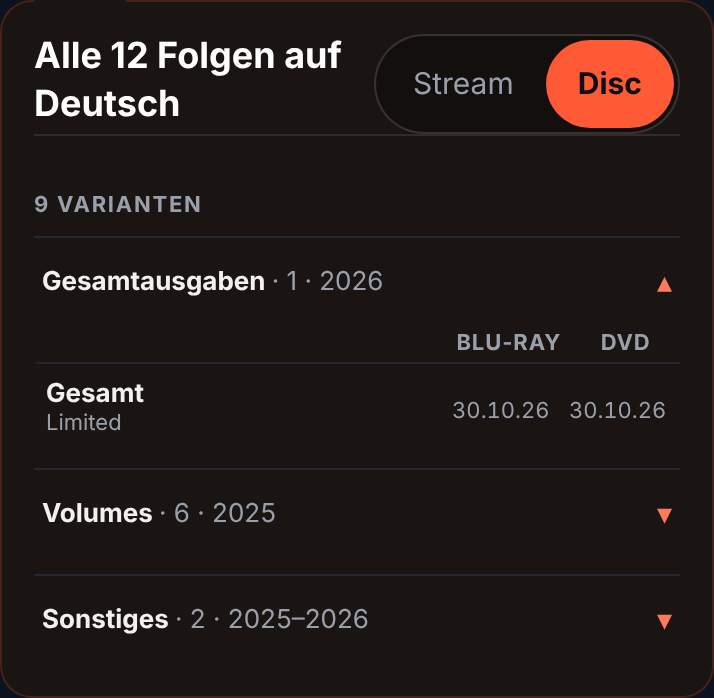 Alle 12 Folgen auf
Deutsch
Stream Disc
9 VARIANTEN
Gesamtausgaben · 1 · 2026 ▲
BLU-RAY DVD
Gesamt
Limited
30.10.26 30.10.26
Volumes · 6 · 2025 ▼
Sonstiges · 2 · 2025–2026 ▼